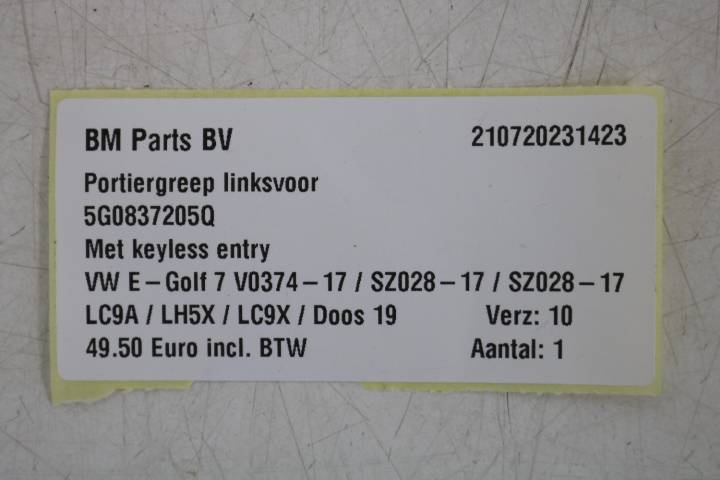 BM Parts BV 210720231423
Portiergreep linksvoor
5G0837205Q
Met keyless entry
VW E-Golf 7 V0374-17 / SZ028-17 / SZ028-17
LC9A / LH5X / LC9X / Doos 19 Verz: 10
49.50 Euro incl. BTW Aantal: 1